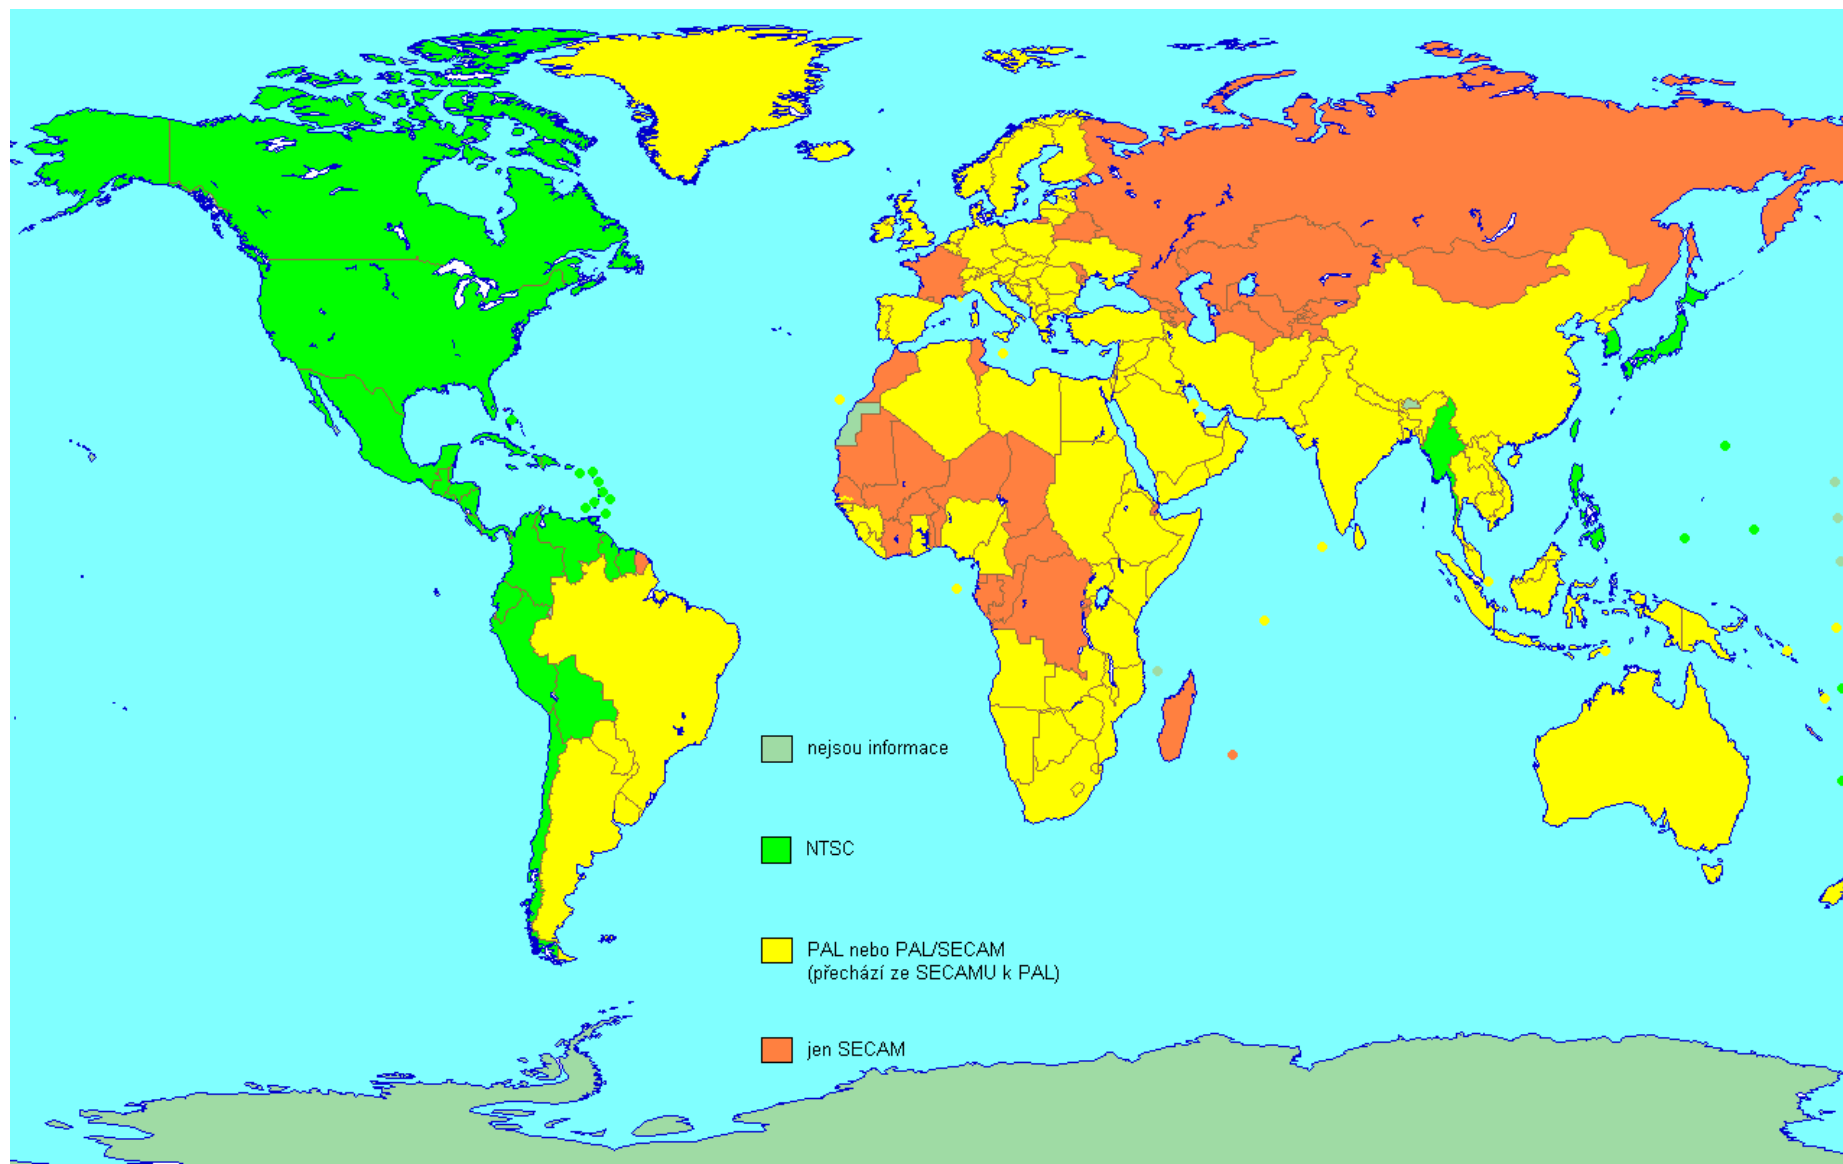 nejsou informace
NTSC
PAL nebo PAL/SECAM
(přechází ze SECAMU k PAL)
jen SECAM